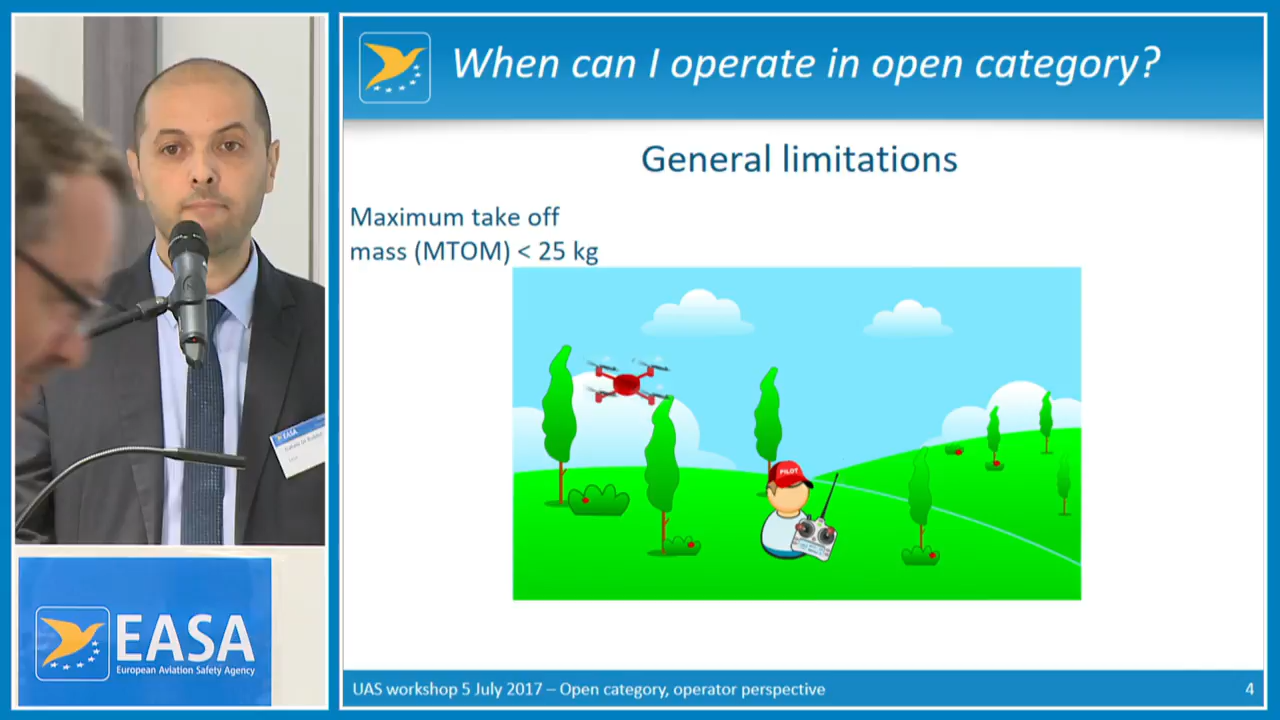 When can I operate in open category?
General limitations
Maximum take off
mass (MTOM) < 25 kg
PILOT
EASA
EASA
European Aviation Safety Agency
UAS workshop 5 July 2017 – Open category, operator perspective
4